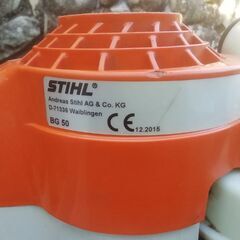 STIHL®
Andreas Stihl AG & Co. KG
D-71336 Waiblingen
BG 50
CE 12.2015